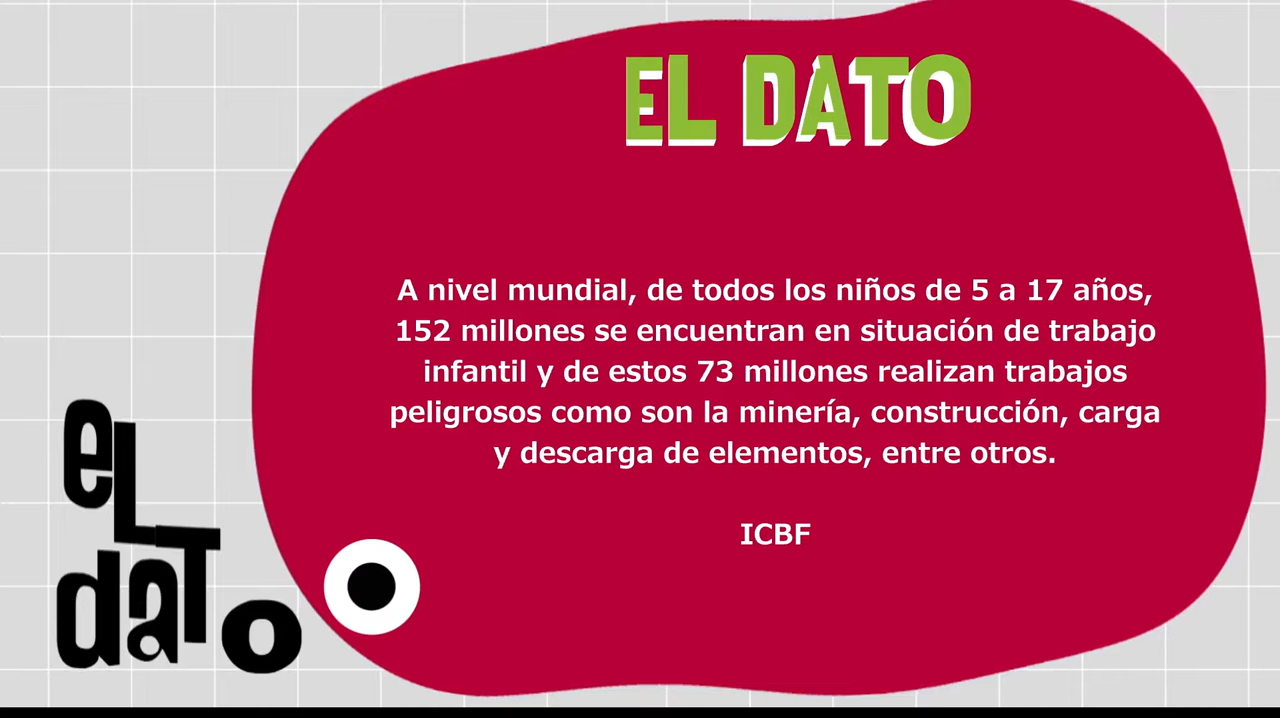 EL DATO
A nivel mundial, de todos los niños de 5 a 17 años,
152 millones se encuentran en situación de trabajo
infantil y de estos 73 millones realizan trabajos
peligrosos como son la minería, construcción, carga
y descarga de elementos, entre otros.
ICBF
eL
daTo